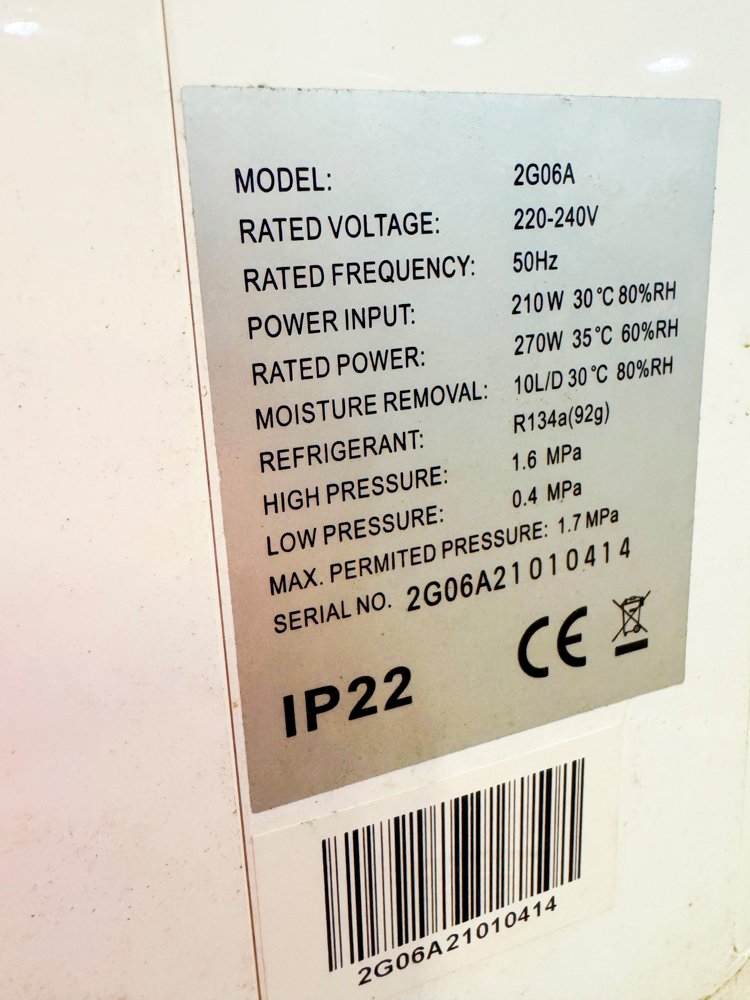 MODEL: 2G06A
RATED VOLTAGE: 220-240V
RATED FREQUENCY: 50Hz
POWER INPUT: 210W 30℃ 80%RH
RATED POWER: 270W 35℃ 60%RH
MOISTURE REMOVAL: 10L/D 30℃ 80%RH
REFRIGERANT: R134a(92g)
HIGH PRESSURE: 1.6 MPa
LOW PRESSURE: 0.4 MPa
MAX. PERMITED PRESSURE: 1.7 MPa
SERIAL NO. 2G06A21010414
CE
IP22
2G06A21010414